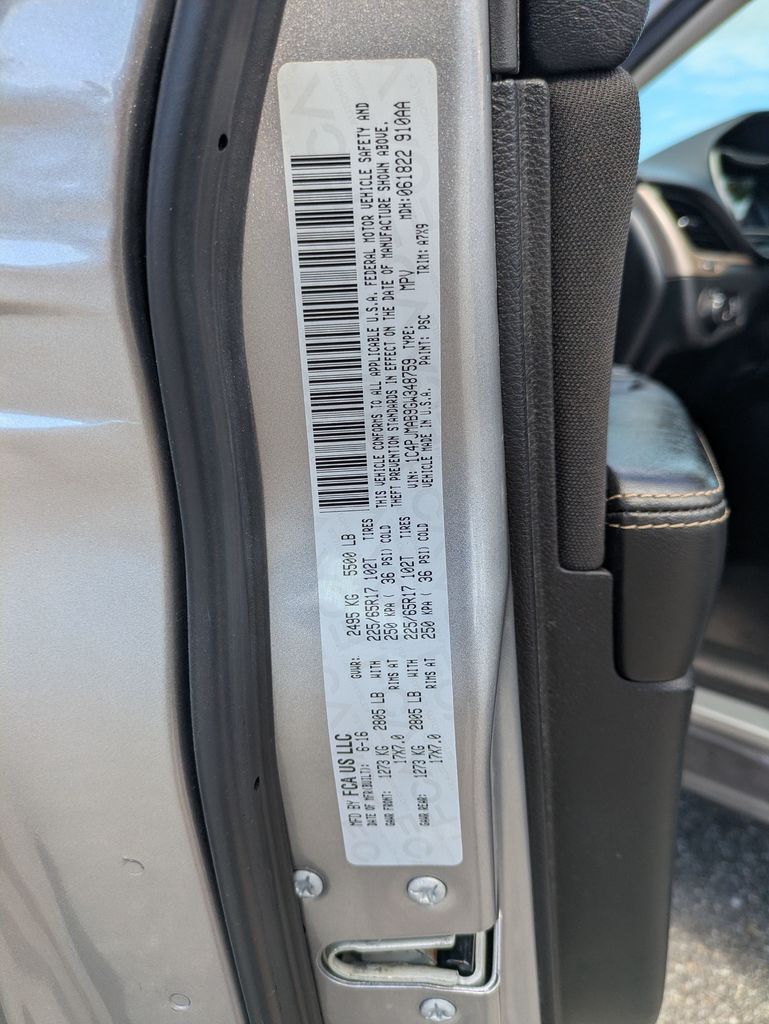 MFD BY FCA US LLC
DATE OF MFR(BUILT): 6-16 GVWR: 2495 KG 5500 LB
GAWR FRONT: 1273 KG 2805 LB WITH 225/65R17 102T TIRES
17X7.0 RIMS AT 250 KPA ( 36 PSI) COLD
GAWR REAR: 1273 KG 2805 LB WITH 225/65R17 102T TIRES
17X7.0 RIMS AT 250 KPA ( 36 PSI) COLD
THIS VEHICLE CONFORMS TO ALL APPLICABLE U.S.A. FEDERAL MOTOR VEHICLE SAFETY AND
THEFT PREVENTION STANDARDS IN EFFECT ON THE DATE OF MANUFACTURE SHOWN ABOVE.
VIN: 1C4PJMAB9GW348759 TYPE: MPV MDH:061822 910AA
VEHICLE MADE IN U.S.A. PAINT: PSC TRIM: A7X9